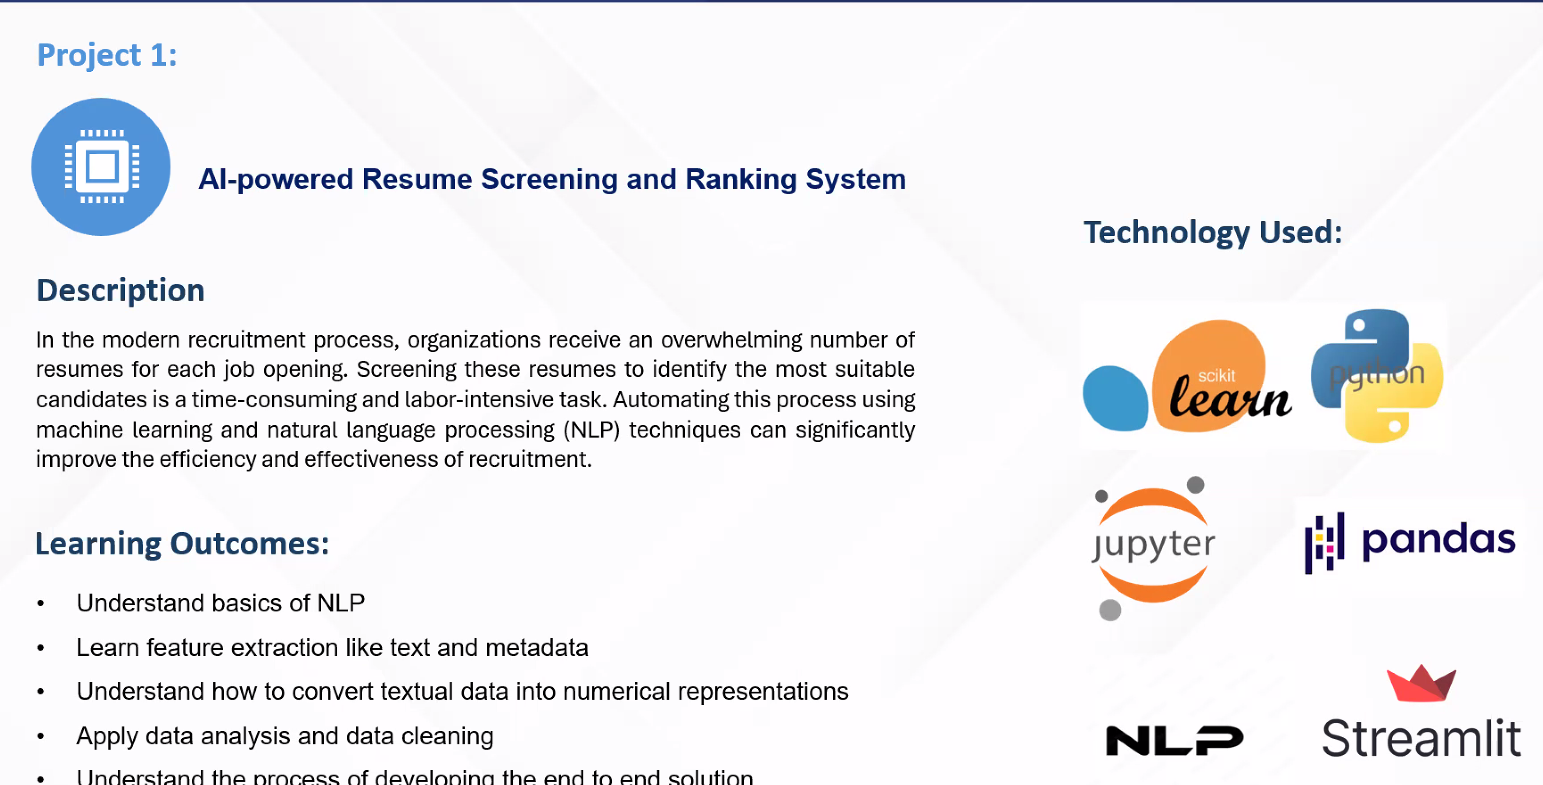 Project 1:
AI-powered Resume Screening and Ranking System
Technology Used:
Description
In the modern recruitment process, organizations receive an overwhelming number of
resumes for each job opening. Screening these resumes to identify the most suitable
candidates is a time-consuming and labor-intensive task. Automating this process using
machine learning and natural language processing (NLP) techniques can significantly
improve the efficiency and effectiveness of recruitment.
scikit
learn
python
jupyter
pandas
NLP
Streamlit
Learning Outcomes:
• Understand basics of NLP
• Learn feature extraction like text and metadata
• Understand how to convert textual data into numerical representations
• Apply data analysis and data cleaning
• Understand the process of developing the end to end solution